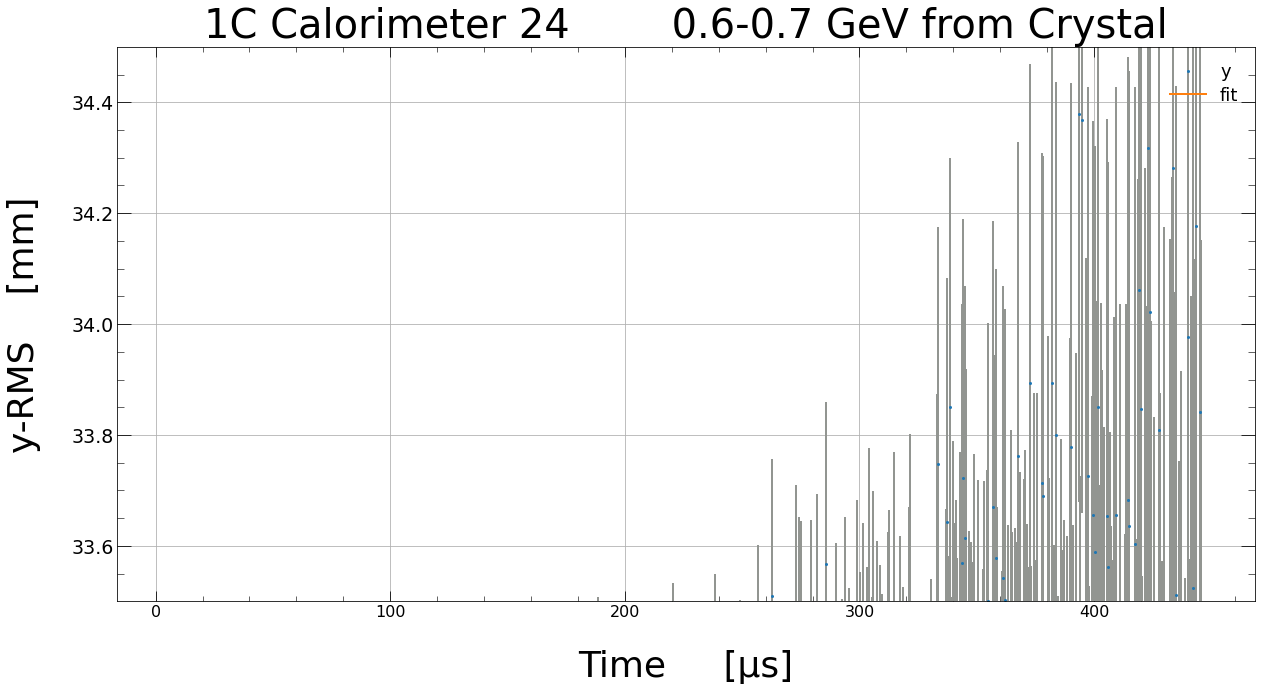 1C Calorimeter 24 0.6-0.7 GeV from Crystal
y
fit
34.4
34.2
34.0
33.8
33.6
y-RMS [mm]
0 100 200 300 400
Time [µs]